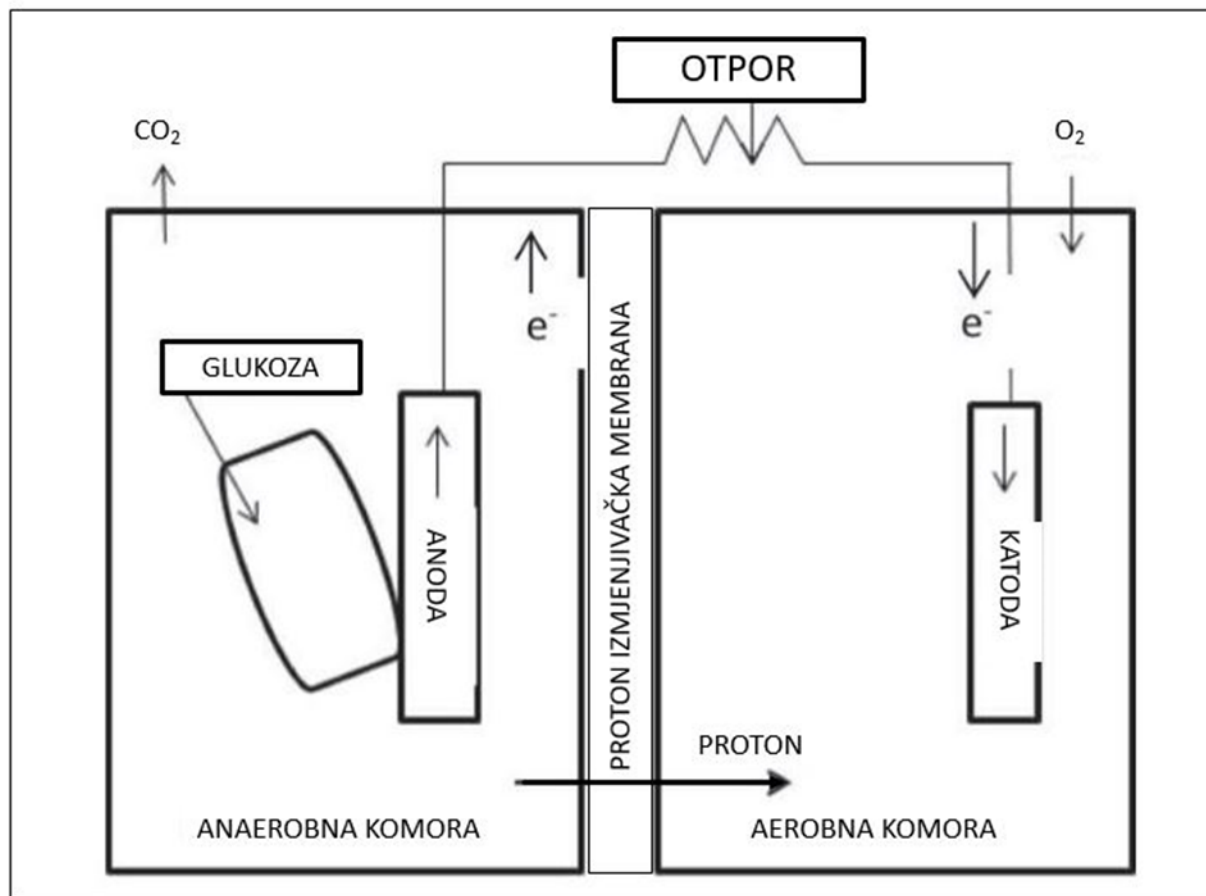 OTPOR
CO₂
O₂
e⁻
e⁻
GLUKOZA
ANODA
PROTON IZMJENJIVAČKA MEMBRANA
KATODA
PROTON
ANAEROBNA KOMORA
AEROBNA KOMORA